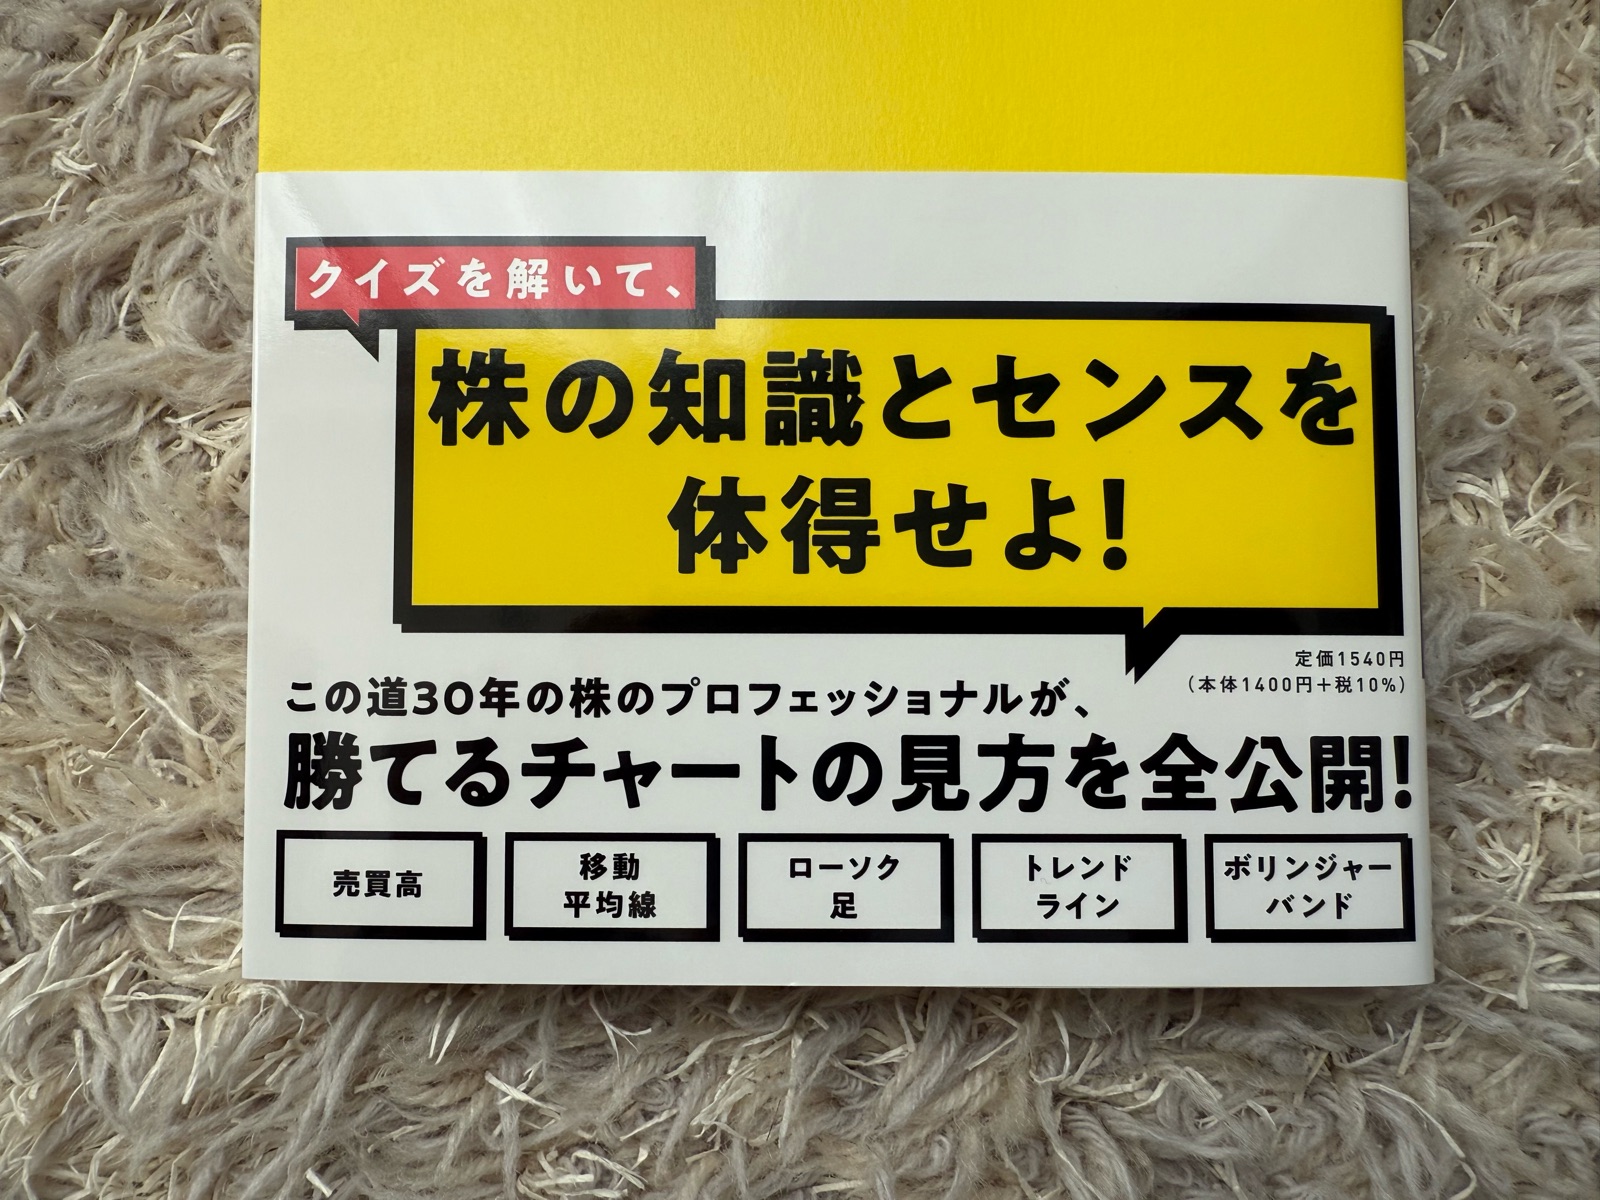 クイズを解いて、
株の知識とセンスを
体得せよ!
定価1540円
（本体1400円＋税10%）
この道30年の株のプロフェッショナルが、
勝てるチャートの見方を全公開!
売買高
移動
平均線
ローソク
足
トレンド
ライン
ボリンジャー
バンド